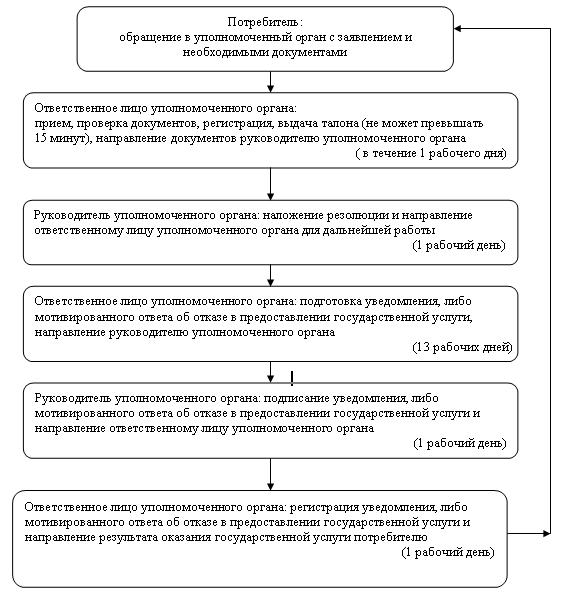 Потребитель:
обращение в уполномоченный орган с заявлением и
необходимыми документами
Ответственное лицо уполномоченного органа:
прием, проверка документов, регистрация, выдача талона (не может превышать
15 минут), направление документов руководителю уполномоченного органа
( в течение 1 рабочего дня)
Руководитель уполномоченного органа: наложение резолюции и направление
ответственному лицу уполномоченного органа для дальнейшей работы
(1 рабочий день)
Ответственное лицо уполномоченного органа: подготовка уведомления, либо
мотивированного ответа об отказе в предоставлении государственной услуги,
направление руководителю уполномоченного органа
(13 рабочих дней)
Руководитель уполномоченного органа: подписание уведомления, либо
мотивированного ответа об отказе в предоставлении государственной услуги и
направление ответственному лицу уполномоченного органа
(1 рабочий день)
Ответственное лицо уполномоченного органа: регистрация уведомления, либо
мотивированного ответа об отказе в предоставлении государственной услуги и
направление результата оказания государственной услуги потребителю
(1 рабочий день)